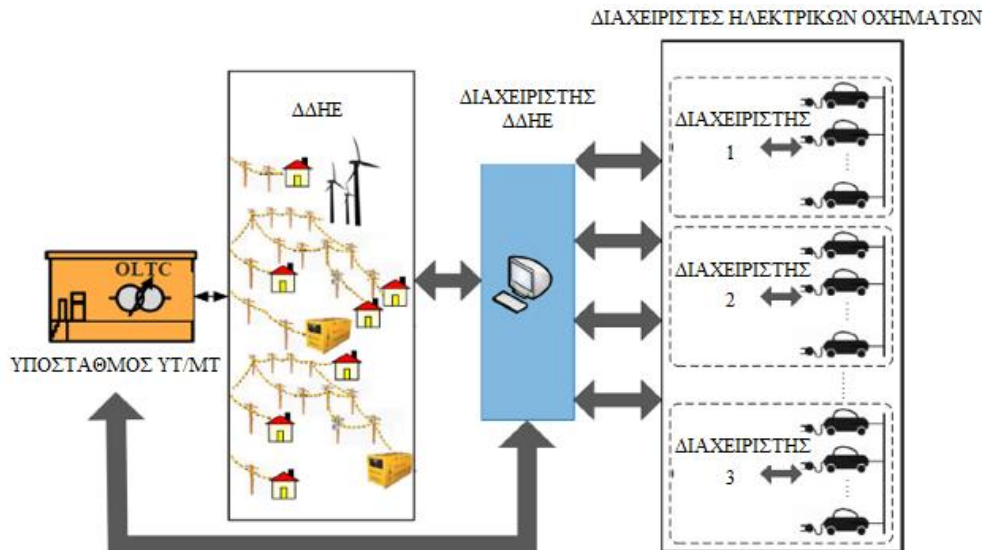 ΔΙΑΧΕΙΡΙΣΤΕΣ ΗΛΕΚΤΡΙΚΩΝ ΟΧΗΜΑΤΩΝ
ΔΔΗΕ
ΔΙΑΧΕΙΡΙΣΤΗΣ
ΔΔΗΕ
ΔΙΑΧΕΙΡΙΣΤΗΣ
1
ΔΙΑΧΕΙΡΙΣΤΗΣ
2
ΔΙΑΧΕΙΡΙΣΤΗΣ
3
OLTC
ΥΠΟΣΤΑΘΜΟΣ ΥΤ/ΜΤ